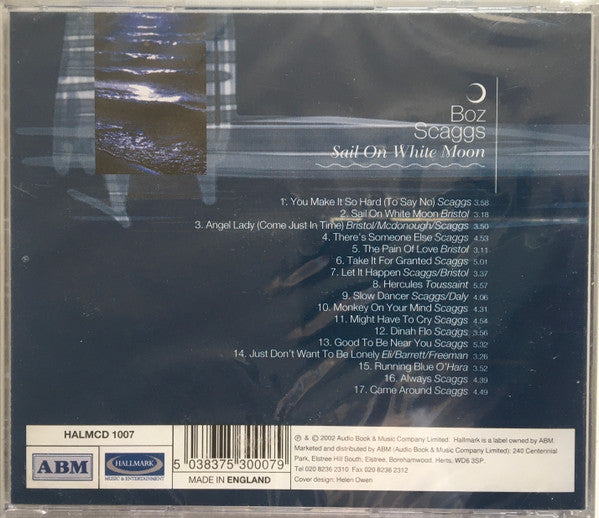 Boz
Scaggs
Sail On White Moon
1. You Make It So Hard (To Say No) Scaggs 3.58
2. Sail On White Moon Bristol 3.18
3. Angel Lady (Come Just In Time) Bristol/Mcdonough/Scaggs 3.50
4. There's Someone Else Scaggs 4.53
5. The Pain Of Love Bristol 3.11
6. Take It For Granted Scaggs 5.01
7. Let It Happen Scaggs/Bristol 3.37
8. Hercules Toussaint 5.57
9. Slow Dancer Scaggs/Daly 4.06
10. Monkey On Your Mind Scaggs 4.31
11. Might Have To Cry Scaggs 4.54
12. Dinah Flo Scaggs 3.56
13. Good To Be Near You Scaggs 5.32
14. Just Don't Want To Be Lonely Eli/Barrett/Freeman 3.26
15. Running Blue O'Hara 3.52
16. Always Scaggs 4.39
17. Came Around Scaggs 4.49
HALMCD 1007
ABM
HALLMARK
MUSIC & ENTERTAINMENT
5 038375 300079
MADE IN ENGLAND
℗ & © 2002 Audio Book & Music Company Limited. Hallmark is a label owned by ABM.
Marketed and distributed by ABM (Audio Book & Music Company Limited): 240 Centennial
Park, Elstree Hill South, Elstree, Borehamwood, Herts, WD6 3SP.
Tel 020 8236 2310 Fax 020 8236 2312
Cover design: Helen Owen